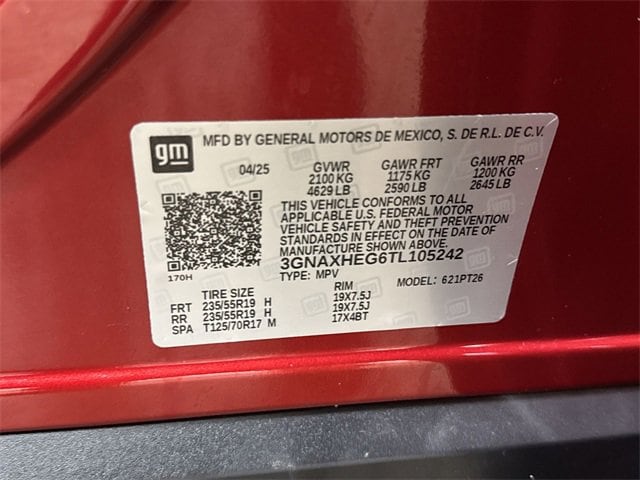 gm
MFD BY GENERAL MOTORS DE MEXICO, S. DE R.L. DE C.V.
04/25 GVWR GAWR FRT GAWR RR
2100 KG 1175 KG 1200 KG
4629 LB 2590 LB 2645 LB
THIS VEHICLE CONFORMS TO ALL
APPLICABLE U.S. FEDERAL MOTOR
VEHICLE SAFETY AND THEFT PREVENTION
STANDARDS IN EFFECT ON THE DATE OF
MANUFACTURE SHOWN ABOVE.
3GNAXHEG6TL105242
170H
TYPE: MPV MODEL: 621PT26
TIRE SIZE RIM
FRT 235/55R19 H 19X7.5J
RR 235/55R19 H 19X7.5J
SPA T125/70R17 M 17X4BT